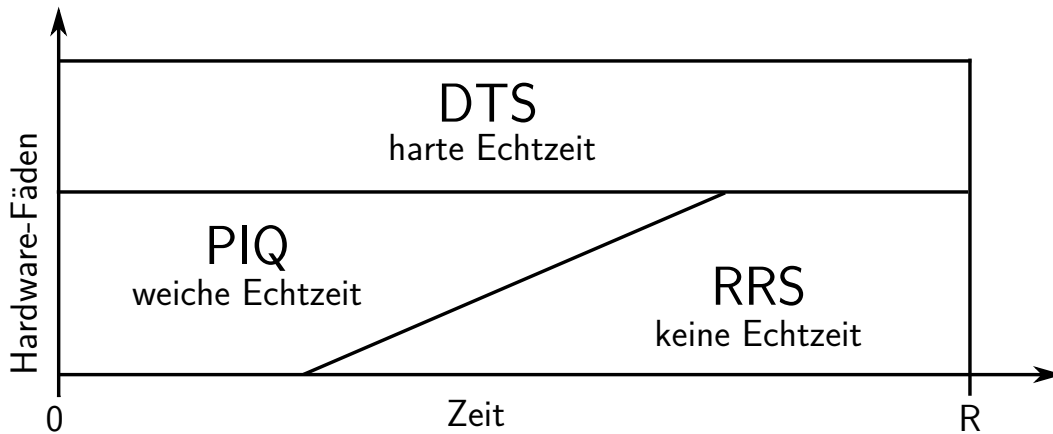 Hardware-Fäden
DTS
harte Echtzeit
PIQ
weiche Echtzeit
RRS
keine Echtzeit
0
Zeit
R